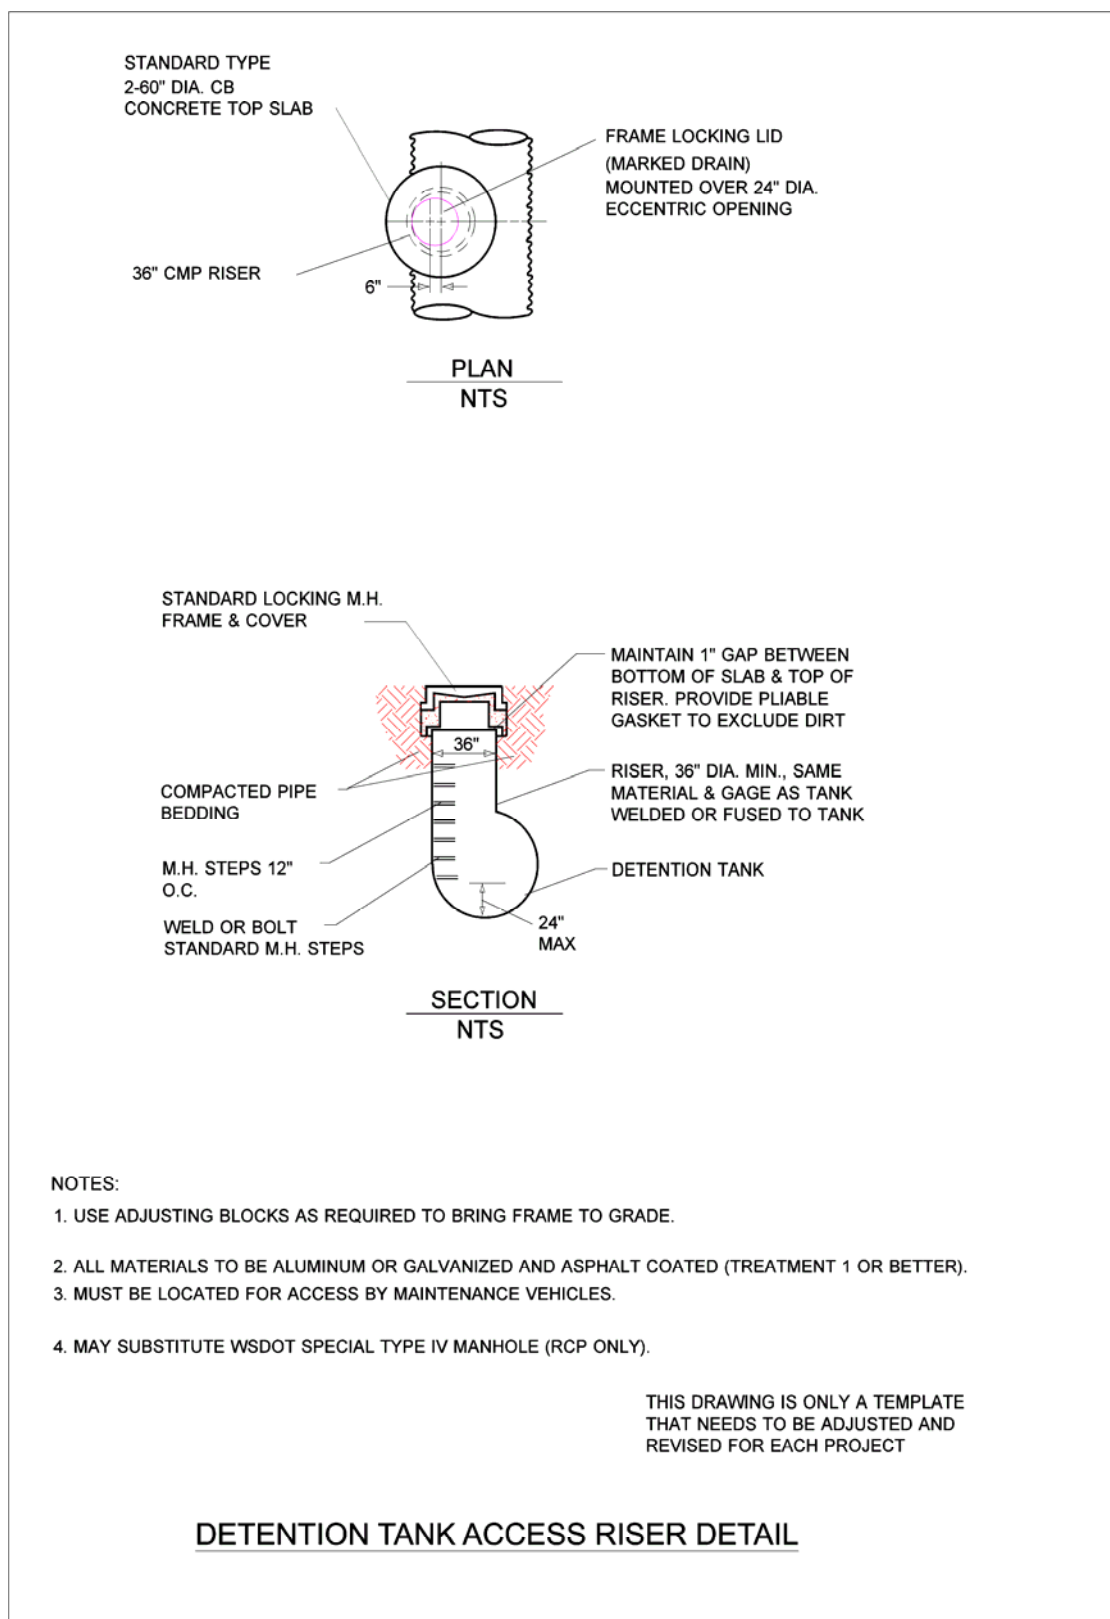 STANDARD TYPE
2-60" DIA. CB
CONCRETE TOP SLAB
FRAME LOCKING LID
(MARKED DRAIN)
MOUNTED OVER 24" DIA.
ECCENTRIC OPENING
36" CMP RISER
6"
PLAN
NTS
STANDARD LOCKING M.H.
FRAME & COVER
MAINTAIN 1" GAP BETWEEN
BOTTOM OF SLAB & TOP OF
RISER. PROVIDE PLIABLE
GASKET TO EXCLUDE DIRT
36"
COMPACTED PIPE
BEDDING
RISER, 36" DIA. MIN., SAME
MATERIAL & GAGE AS TANK
WELDED OR FUSED TO TANK
M.H. STEPS 12"
O.C.
DETENTION TANK
WELD OR BOLT
STANDARD M.H. STEPS
24"
MAX
SECTION
NTS
NOTES:
1. USE ADJUSTING BLOCKS AS REQUIRED TO BRING FRAME TO GRADE.
2. ALL MATERIALS TO BE ALUMINUM OR GALVANIZED AND ASPHALT COATED (TREATMENT 1 OR BETTER).
3. MUST BE LOCATED FOR ACCESS BY MAINTENANCE VEHICLES.
4. MAY SUBSTITUTE WSDOT SPECIAL TYPE IV MANHOLE (RCP ONLY).
THIS DRAWING IS ONLY A TEMPLATE
THAT NEEDS TO BE ADJUSTED AND
REVISED FOR EACH PROJECT
DETENTION TANK ACCESS RISER DETAIL